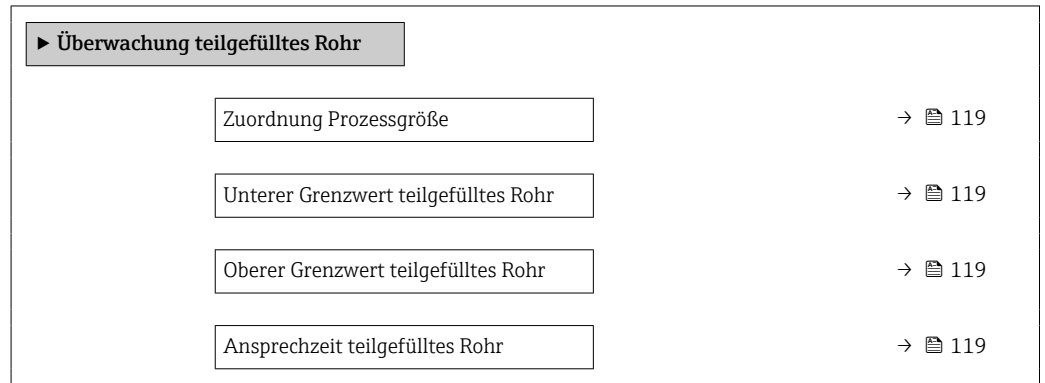 ► Überwachung teilgefülltes Rohr
Zuordnung Prozessgröße → 119
Unterer Grenzwert teilgefülltes Rohr → 119
Oberer Grenzwert teilgefülltes Rohr → 119
Ansprechzeit teilgefülltes Rohr → 119